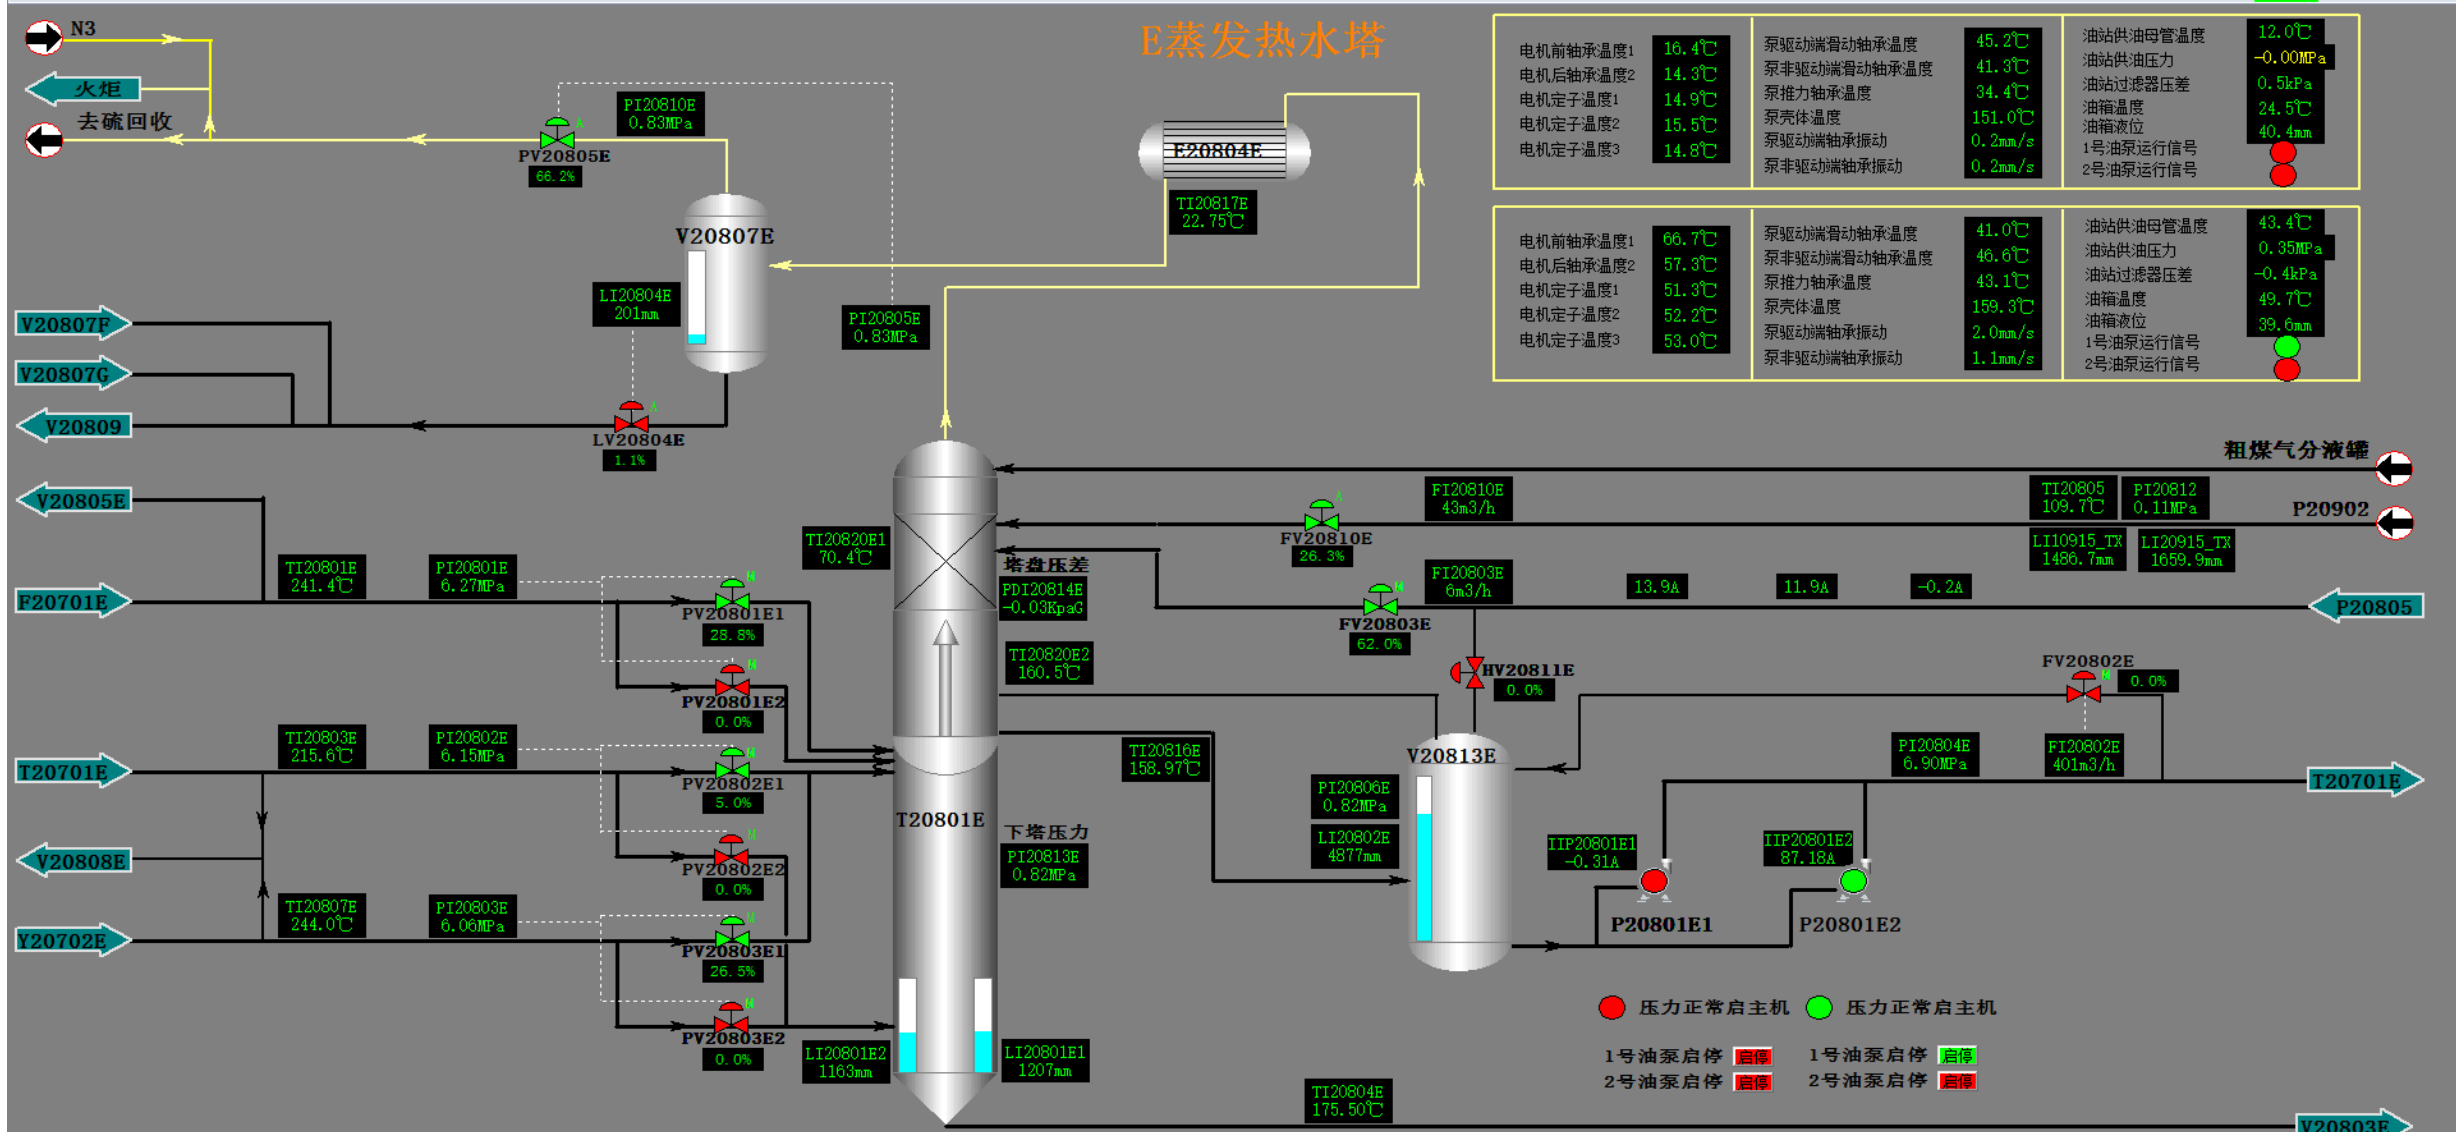 E蒸发热水塔
N3
火炬
去硫回收
PI20810E
0.83MPa
A
PV20805E
66.2%
V20807E
LI20804E
201mm
A
LV20804E
1.1%
PI20805E
0.83MPa
E20804E
TI20817E
22.75℃
V20807F
V20807G
V20809
V20805E
F20701E
T20701E
V20808E
Y20702E
电机前轴承温度1 16.4℃
电机后轴承温度2 14.3℃
电机定子温度1 14.9℃
电机定子温度2 15.5℃
电机定子温度3 14.8℃
泵驱动端滑动轴承温度 45.2℃
泵非驱动端滑动轴承温度 41.3℃
泵推力轴承温度 34.4℃
泵壳体温度 151.0℃
泵驱动端轴承振动 0.2mm/s
泵非驱动端轴承振动 0.2mm/s
油站供油母管温度 12.0℃
油站供油压力 -0.00MPa
油站过滤器压差 0.5kPa
油箱温度 24.5℃
油箱液位 40.4mm
1号油泵运行信号
2号油泵运行信号
电机前轴承温度1 66.7℃
电机后轴承温度2 57.3℃
电机定子温度1 51.3℃
电机定子温度2 52.2℃
电机定子温度3 53.0℃
泵驱动端滑动轴承温度 41.0℃
泵非驱动端滑动轴承温度 46.6℃
泵推力轴承温度 43.1℃
泵壳体温度 159.3℃
泵驱动端轴承振动 2.0mm/s
泵非驱动端轴承振动 1.1mm/s
油站供油母管温度 43.4℃
油站供油压力 0.35MPa
油站过滤器压差 -0.4kPa
油箱温度 49.7℃
油箱液位 39.6mm
1号油泵运行信号
2号油泵运行信号
粗煤气分液罐
TI20805
109.7℃
PI20812
0.11MPa
P20902
LI10915_TX
1486.7mm
LI20915_TX
1659.9mm
FI20810E
43m3/h
A
FV20810E
26.3%
TI20820E1
70.4℃
塔盘压差
PDI20814E
-0.03KpaG
FI20803E
6m3/h
13.9A
11.9A
-0.2A
P20805
M
FV20803E
62.0%
TI20801E
241.4℃
PI20801E
6.27MPa
M
PV20801E1
28.8%
M
PV20801E2
0.0%
TI20820E2
160.5℃
HV20811E
0.0%
FV20802E
M
0.0%
TI20803E
215.6℃
PI20802E
6.15MPa
M
PV20802E1
5.0%
M
PV20802E2
0.0%
TI20816E
158.97℃
V20813E
PI20806E
0.82MPa
LI20802E
4877mm
PI20804E
6.90MPa
FI20802E
401m3/h
T20701E
T20801E
下塔压力
PI20813E
0.82MPa
IIP20801E1
-0.31A
IIP20801E2
87.18A
P20801E1
P20801E2
TI20807E
244.0℃
PI20803E
6.06MPa
M
PV20803E1
26.5%
M
PV20803E2
0.0%
LI20801E2
1163mm
LI20801E1
1207mm
压力正常启主机
压力正常启主机
1号油泵启停 启停
1号油泵启停 启停
2号油泵启停 启停
2号油泵启停 启停
TI20804E
175.50℃
V20803E